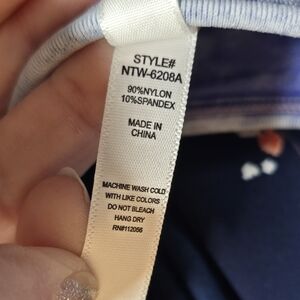 STYLE#
NTW-6208A
90%NYLON
10%SPANDEX
MADE IN
CHINA
MACHINE WASH COLD
WITH LIKE COLORS
DO NOT BLEACH
HANG DRY
RN#112066